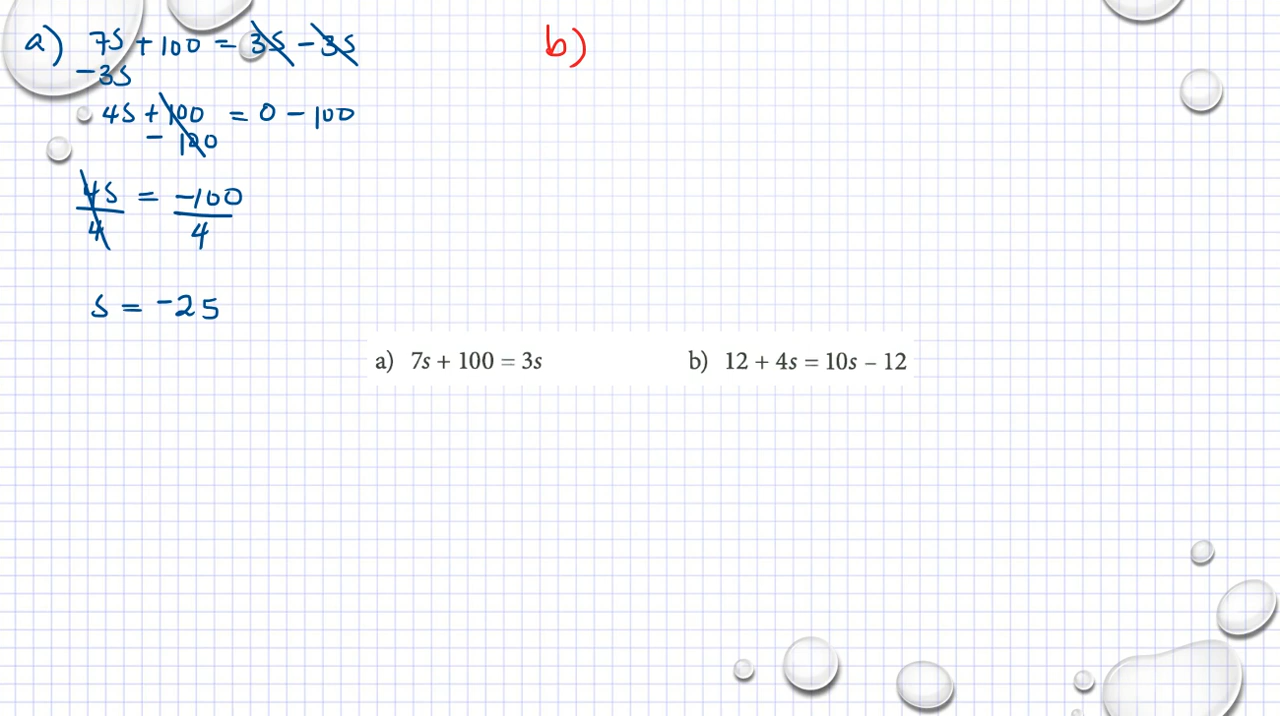 a) 7s + 100 = 3s - 3s
-3s
4s + 100 = 0 - 100
- 100
4s = -100
4 4
s = -25
b)
a) 7s + 100 = 3s
b) 12 + 4s = 10s – 12